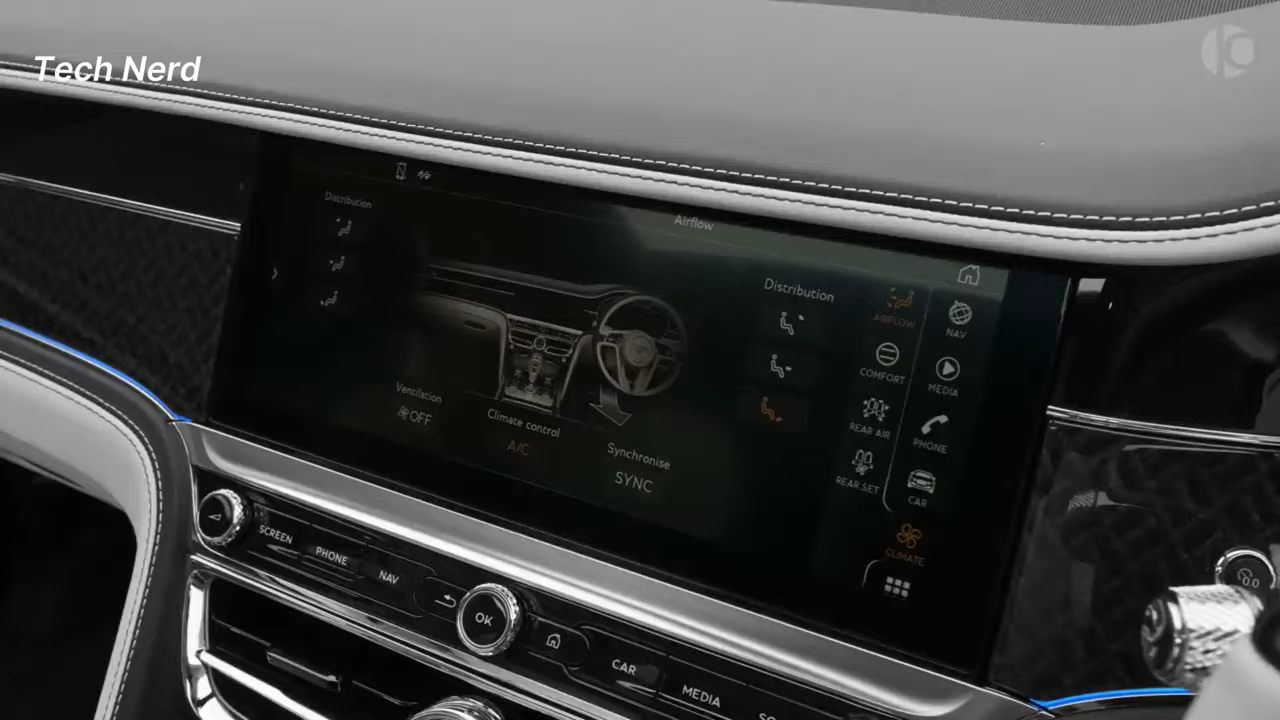 Tech Nerd
Distribution
Airflow
Distribution
AIRFLOW
NAV
COMFORT
MEDIA
REAR AIR
PHONE
REAR SET
CAR
CLIMATE
Ventilation
OFF
Climate control
A/C
Synchronise
SYNC
SCREEN
PHONE
NAV
OK
CAR
MEDIA